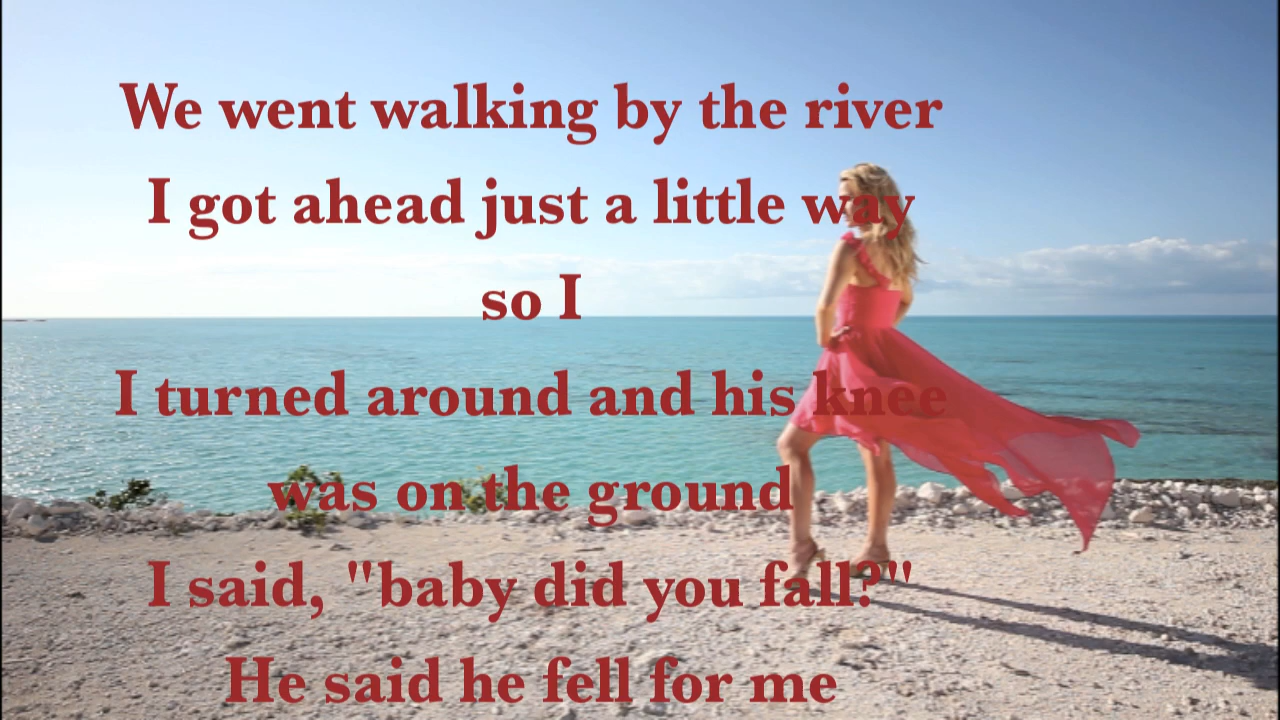 We went walking by the river
I got ahead just a little way
so I
I turned around and his knee
was on the ground
I said, "baby did you fall?"
He said he fell for me